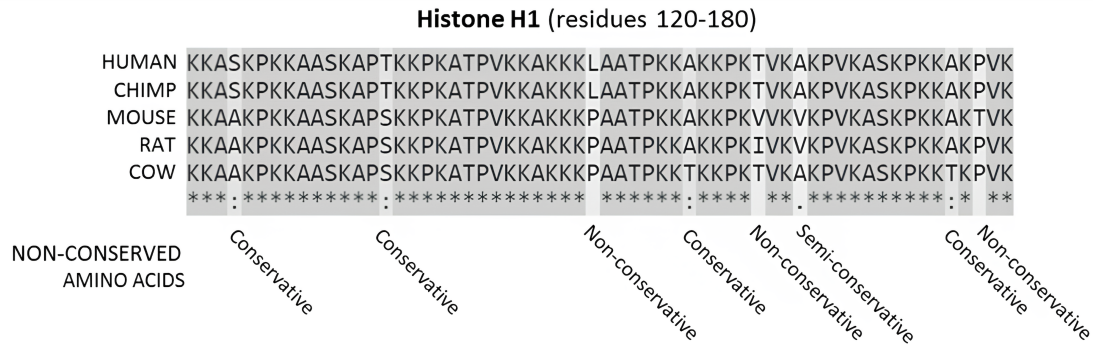 Histone H1 (residues 120-180)
HUMAN KKASKPKKAASKAPTKKPKATPVKKAKKKLAATPKKAKKPKTVKAKPVKASKPKKAKPVK
CHIMP KKASKPKKAASKAPTKKPKATPVKKAKKKLAATPKKAKKPKTVKAKPVKASKPKKAKPVK
MOUSE KKAAKPKKAASKAPSKKPKATPVKKAKKKPAATPKKAKKPKVVKVKPVKASKPKKAKTVK
RAT KKAAKPKKAASKAPSKKPKATPVKKAKKKPAATPKKAKKPKIVKVKPVKASKPKKAKPVK
COW KKAAKPKKAASKAPSKKPKATPVKKAKKKPAATPKKTKKPKTVKAKPVKASKPKKTKPVK
***:**********:************** ******:**** **.**********:* **
NON-CONSERVED
AMINO ACIDS
Conservative
Conservative
Non-conservative
Conservative
Non-conservative
Semi-conservative
Conservative
Non-conservative